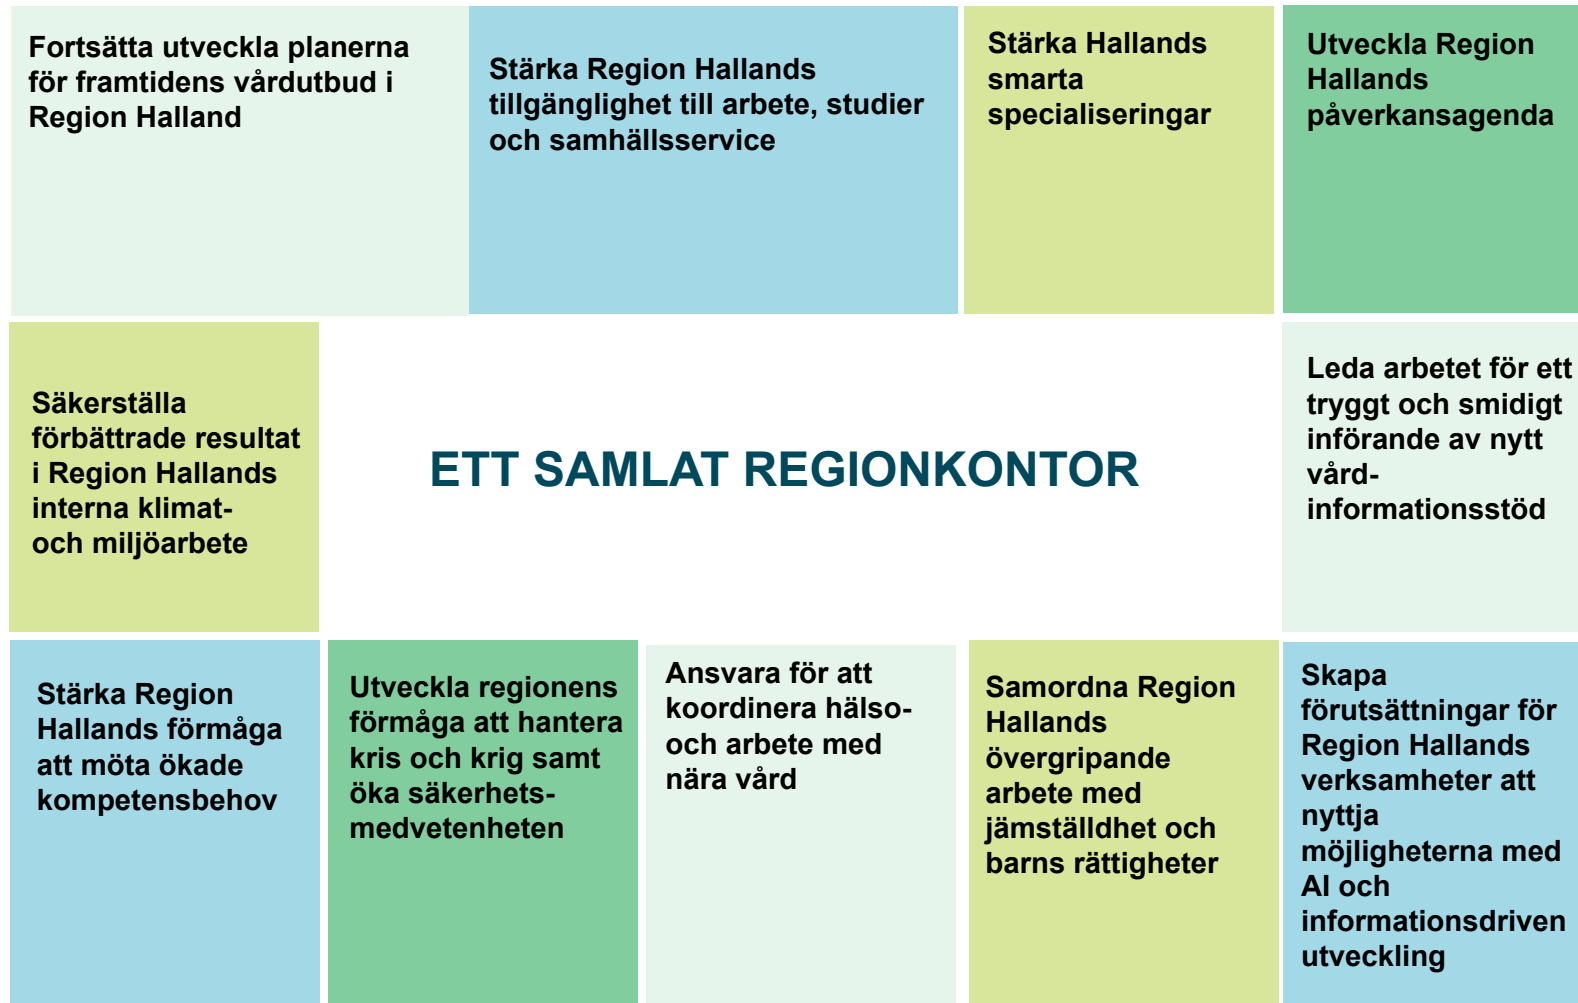 Fortsätta utveckla planerna
för framtidens vårdutbud i
Region Halland
Stärka Region Hallands
tillgänglighet till arbete, studier
och samhällsservice
Stärka Hallands
smarta
specialiseringar
Utveckla Region
Hallands
påverkansagenda
Säkerställa
förbättrade resultat
i Region Hallands
interna klimat-
och miljöarbete
ETT SAMLAT REGIONKONTOR
Leda arbetet för ett
tryggt och smidigt
införande av nytt
vård-
informationsstöd
Stärka Region
Hallands förmåga
att möta ökade
kompetensbehov
Utveckla regionens
förmåga att hantera
kris och krig samt
öka säkerhets-
medvetenheten
Ansvara för att
koordinera hälso-
och arbete med
nära vård
Samordna Region
Hallands
övergripande
arbete med
jämställdhet och
barns rättigheter
Skapa
förutsättningar för
Region Hallands
verksamheter att
nyttja
möjligheterna med
AI och
informationsdriven
utveckling